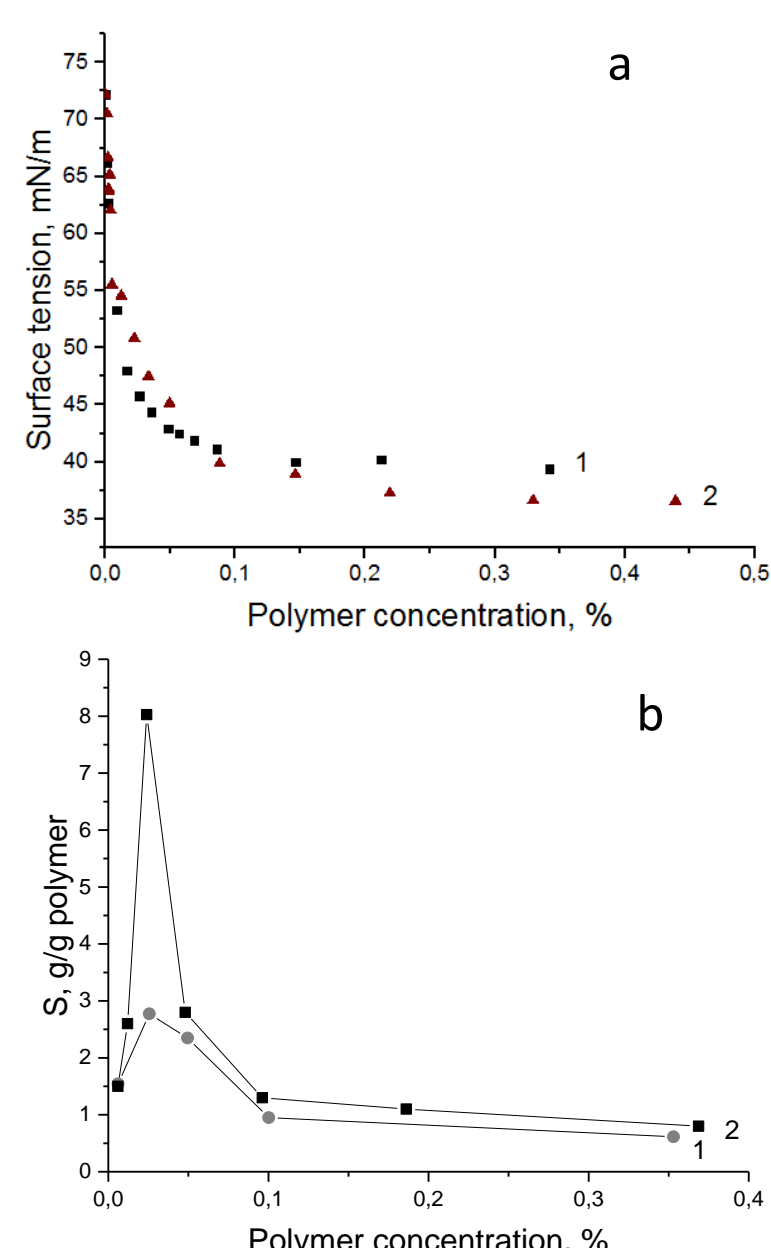 a
75
70
65
60
55
50
45
40
35
Surface tension, mN/m
1
2
0,0 0,1 0,2 0,3 0,4 0,5
Polymer concentration, %
b
9
8
7
6
5
4
3
2
1
0
S, g/g polymer
2
1
0,0 0,1 0,2 0,3 0,4
Polymer concentration, %